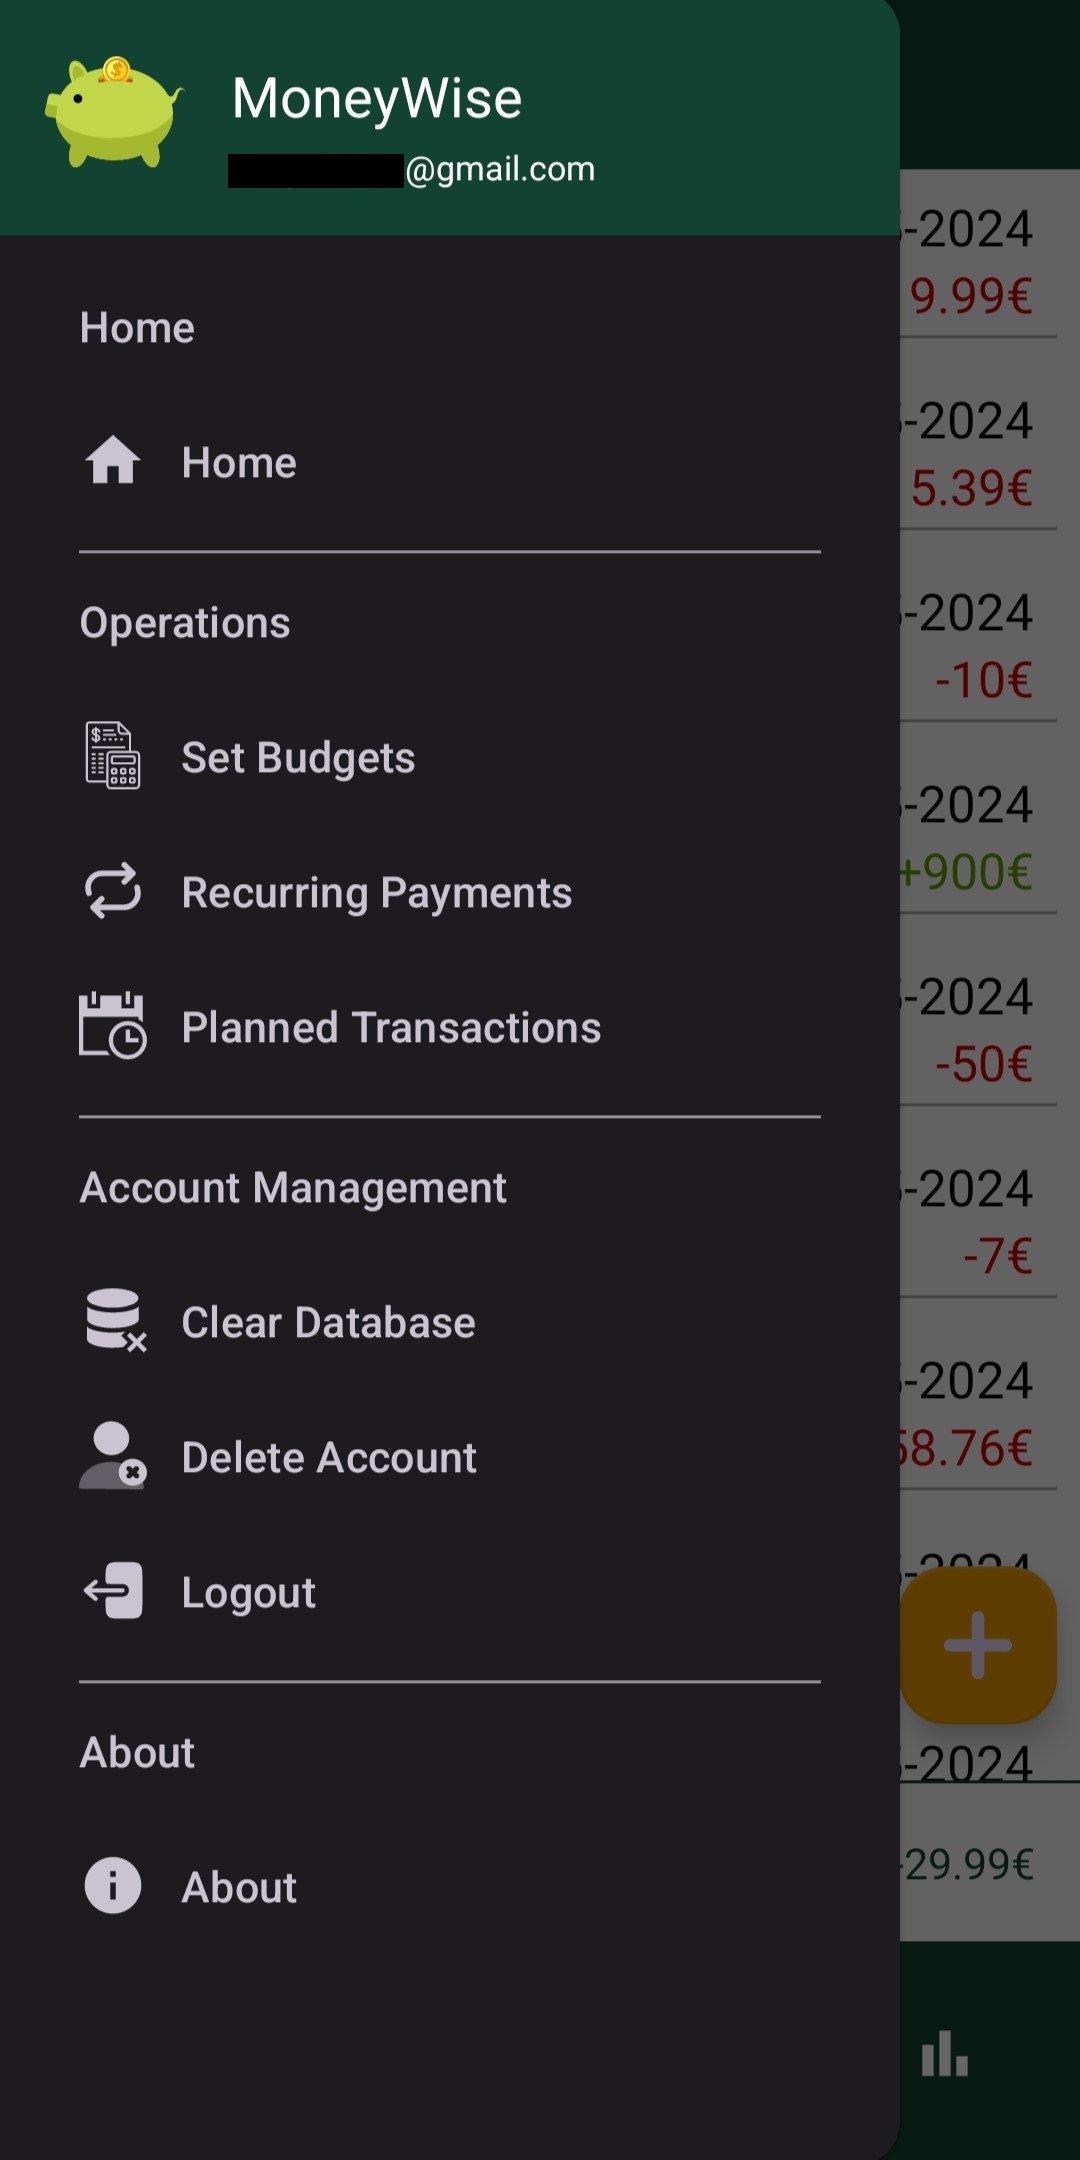 MoneyWise
@gmail.com
Home
Home
Operations
Set Budgets
Recurring Payments
Planned Transactions
Account Management
Clear Database
Delete Account
Logout
About
About
-2024
9.99€
-2024
5.39€
-2024
-10€
-2024
+900€
-2024
-50€
-2024
-7€
-2024
58.76€
-2024
-2024
-29.99€